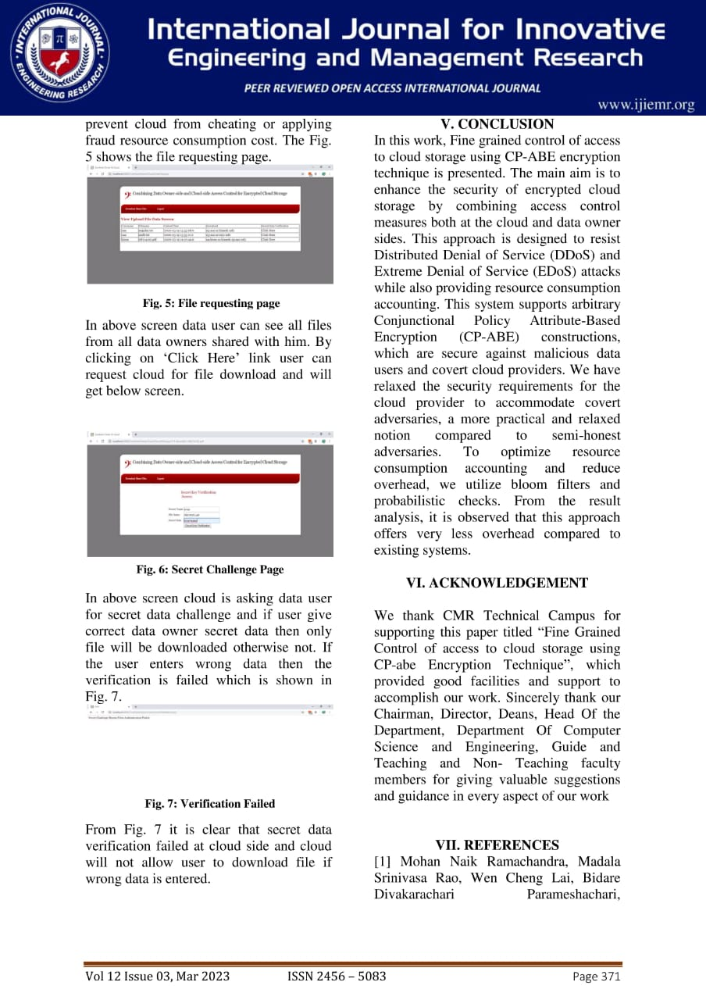 INTERNATIONAL JOURNAL
ENGINEERING RESEARCH
π
International Journal for Innovative
Engineering and Management Research
PEER REVIEWED OPEN ACCESS INTERNATIONAL JOURNAL
www.ijiemr.org
prevent cloud from cheating or applying
fraud resource consumption cost. The Fig.
5 shows the file requesting page.
Combining Data Owner-side and Cloud-side Access Control for Encrypted Cloud Storage
Download Share File Logout
View Upload File Data Screen
Click Here
Click Here
Click Here
Fig. 5: File requesting page
In above screen data user can see all files
from all data owners shared with him. By
clicking on ‘Click Here’ link user can
request cloud for file download and will
get below screen.
Combining Data Owner-side and Cloud-side Access Control for Encrypted Cloud Storage
Download Share File Logout
Secret Key Verification
Screen
File Name
Fig. 6: Secret Challenge Page
In above screen cloud is asking data user
for secret data challenge and if user give
correct data owner secret data then only
file will be downloaded otherwise not. If
the user enters wrong data then the
verification is failed which is shown in
Fig. 7.
Fig. 7: Verification Failed
From Fig. 7 it is clear that secret data
verification failed at cloud side and cloud
will not allow user to download file if
wrong data is entered.
V. CONCLUSION
In this work, Fine grained control of access
to cloud storage using CP-ABE encryption
technique is presented. The main aim is to
enhance the security of encrypted cloud
storage by combining access control
measures both at the cloud and data owner
sides. This approach is designed to resist
Distributed Denial of Service (DDoS) and
Extreme Denial of Service (EDoS) attacks
while also providing resource consumption
accounting. This system supports arbitrary
Conjunctional Policy Attribute-Based
Encryption (CP-ABE) constructions,
which are secure against malicious data
users and covert cloud providers. We have
relaxed the security requirements for the
cloud provider to accommodate covert
adversaries, a more practical and relaxed
notion compared to semi-honest
adversaries. To optimize resource
consumption accounting and reduce
overhead, we utilize bloom filters and
probabilistic checks. From the result
analysis, it is observed that this approach
offers very less overhead compared to
existing systems.
VI. ACKNOWLEDGEMENT
We thank CMR Technical Campus for
supporting this paper titled “Fine Grained
Control of access to cloud storage using
CP-abe Encryption Technique”, which
provided good facilities and support to
accomplish our work. Sincerely thank our
Chairman, Director, Deans, Head Of the
Department, Department Of Computer
Science and Engineering, Guide and
Teaching and Non- Teaching faculty
members for giving valuable suggestions
and guidance in every aspect of our work
VII. REFERENCES
[1] Mohan Naik Ramachandra, Madala
Srinivasa Rao, Wen Cheng Lai, Bidare
Divakarachari Parameshachari,
Vol 12 Issue 03, Mar 2023 ISSN 2456 – 5083 Page 371